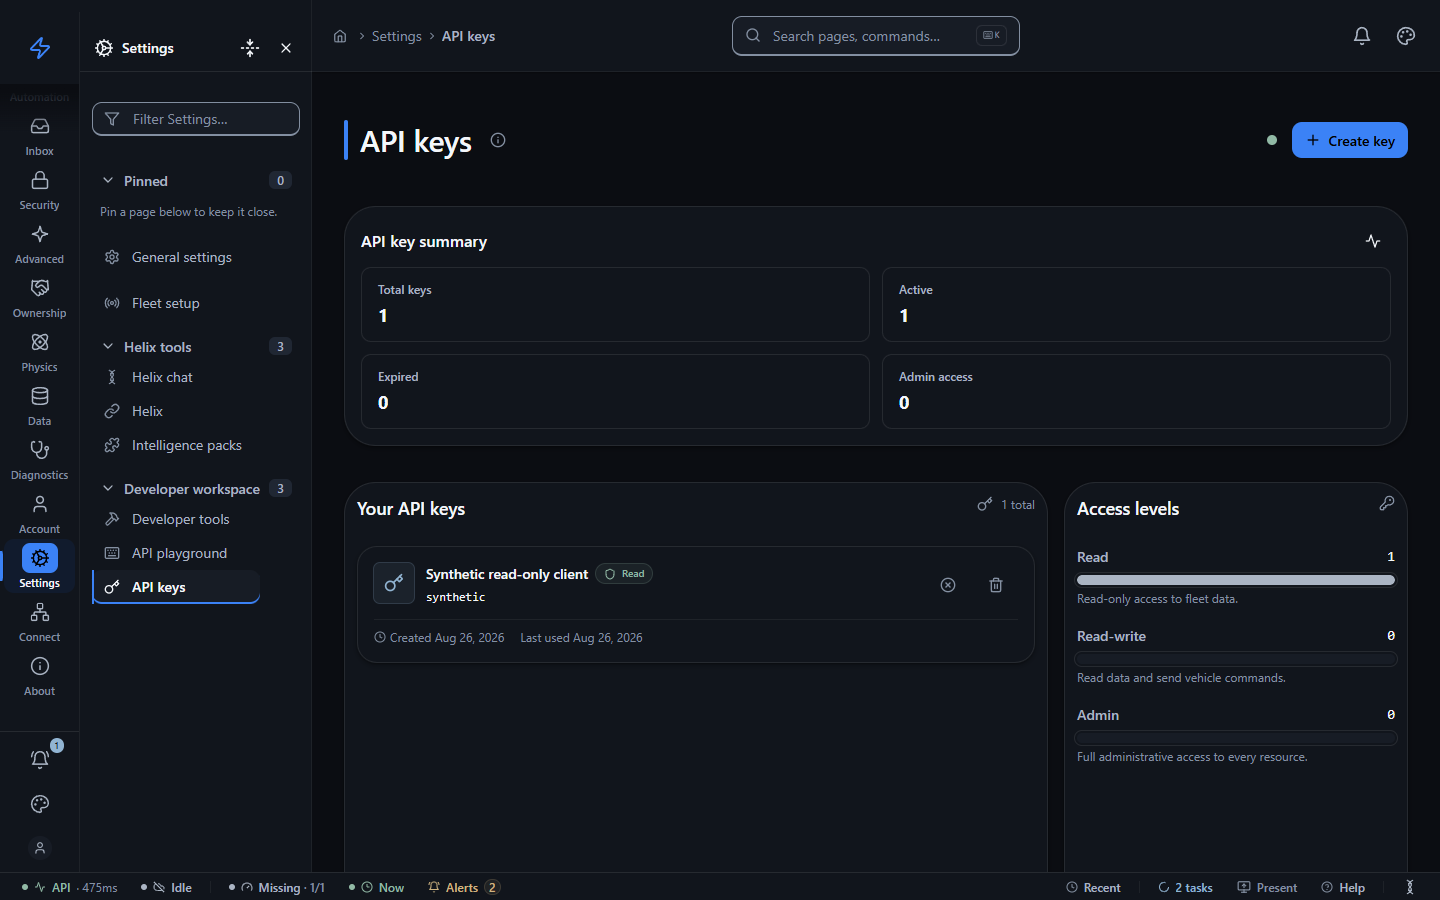 Automation
Inbox
Security
Advanced
Ownership
Physics
Data
Diagnostics
Account
Settings
Connect
About
1
Settings
Filter Settings...
Pinned 0
Pin a page below to keep it close.
General settings
Fleet setup
Helix tools 3
Helix chat
Helix
Intelligence packs
Developer workspace 3
Developer tools
API playground
API keys
Settings API keys
Search pages, commands... K
API keys
Create key
API key summary
Total keys
1
Active
1
Expired
0
Admin access
0
Your API keys
1 total
Synthetic read-only client Read
synthetic
Created Aug 26, 2026 Last used Aug 26, 2026
Access levels
Read 1
Read-only access to fleet data.
Read-write 0
Read data and send vehicle commands.
Admin 0
Full administrative access to every resource.
API · 475ms Idle Missing · 1/1 Now Alerts 2 Recent 2 tasks Present Help